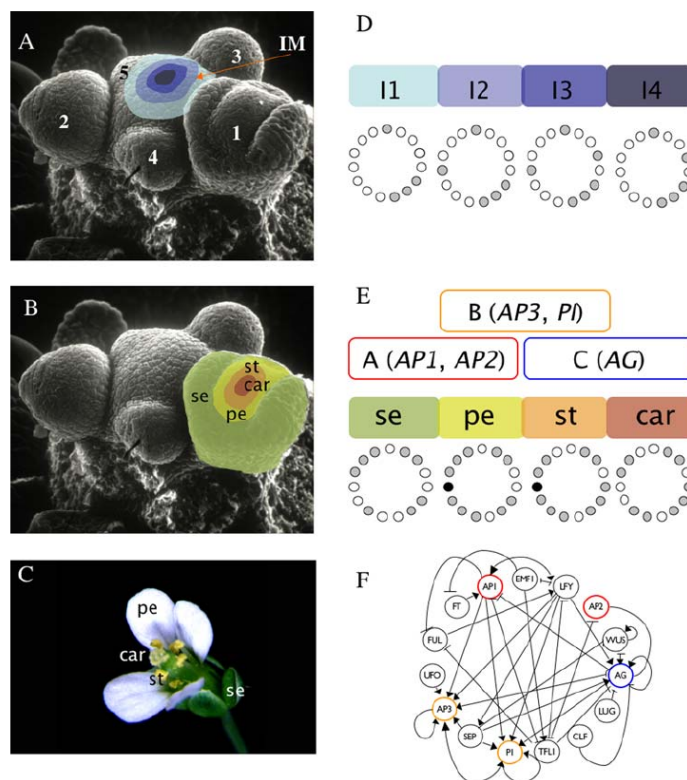 A
IM
5
3
2
1
4
D
I1 I2 I3 I4
B
st
se car
pe
E
B (AP3, PI)
A (AP1, AP2) C (AG)
se pe st car
C
pe
car
st
se
F
AP1 EMF1 LFY
FT AP2
FUL WUS
UFO AG
AP3 LUG
SEP PI TFL1 CLF